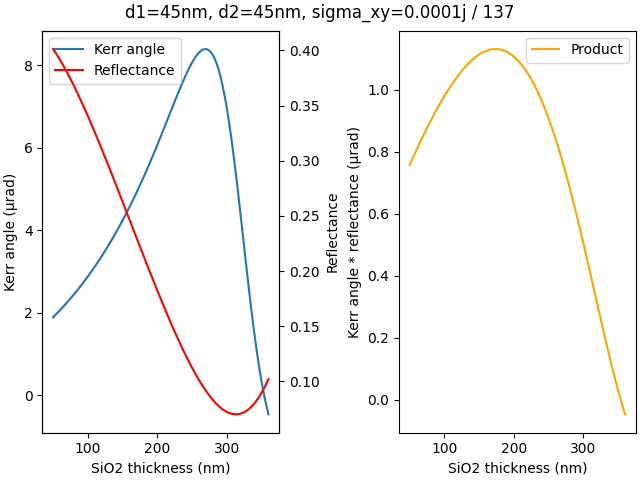 d1=45nm, d2=45nm, sigma_xy=0.0001j / 137
Kerr angle
Reflectance
8
6
4
2
0
Kerr angle (μrad)
100
200
300
SiO2 thickness (nm)
0.40
0.35
0.30
0.25
0.20
0.15
0.10
Reflectance
Product
1.0
0.8
0.6
0.4
0.2
0.0
Kerr angle * reflectance (μrad)
100
200
300
SiO2 thickness (nm)